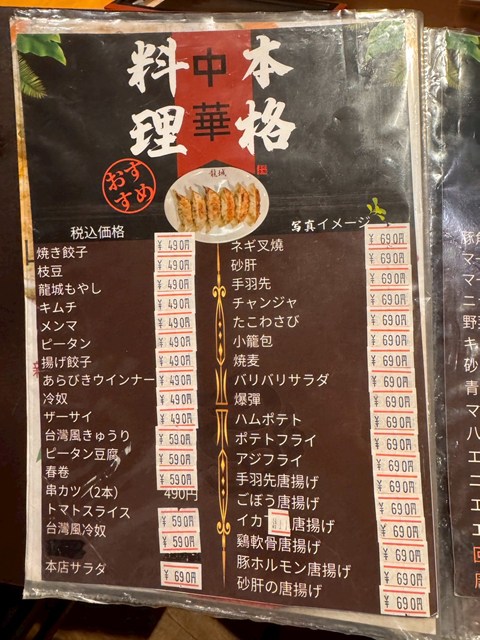 本格
中華
料理
おすすめ
龍城
税込価格
焼き餃子 ¥490円
枝豆 ¥490円
龍城もやし ¥490円
キムチ ¥490円
メンマ ¥490円
ピータン ¥490円
揚げ餃子 ¥490円
あらびきウインナー ¥490円
冷奴 ¥490円
ザーサイ ¥490円
台灣風きゅうり ¥590円
ピータン豆腐 ¥590円
春卷 ¥590円
串カツ（2本） 490円
トマトスライス ¥590円
台灣風冷奴 ¥590円
本店サラダ ¥690円
写真イメージ
ネギ叉燒 ¥690円
砂肝 ¥690円
手羽先 ¥690円
チャンジャ ¥690円
たこわさび ¥690円
小籠包 ¥690円
燒麦 ¥690円
バリバリサラダ ¥690円
爆彈 ¥690円
ハムポテト ¥690円
ポテトフライ ¥690円
アジフライ ¥690円
手羽先唐揚げ ¥690円
ごぼう唐揚げ ¥690円
イカ唐揚げ ¥690円
鷄軟骨唐揚げ ¥690円
豚ホルモン唐揚げ ¥690円
砂肝の唐揚げ ¥690円